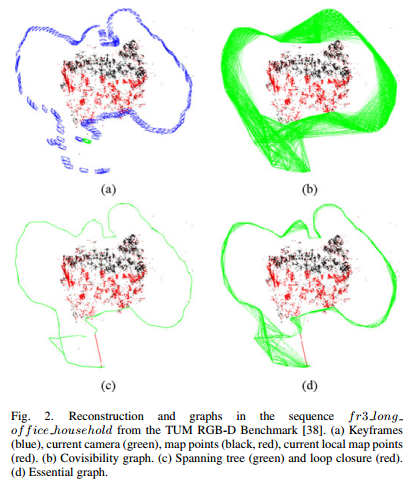 (a)
(b)
(c)
(d)
Fig. 2. Reconstruction and graphs in the sequence fr3_long_
office_household from the TUM RGB-D Benchmark [38]. (a) Keyframes
(blue), current camera (green), map points (black, red), current local map points
(red). (b) Covisibility graph. (c) Spanning tree (green) and loop closure (red).
(d) Essential graph.